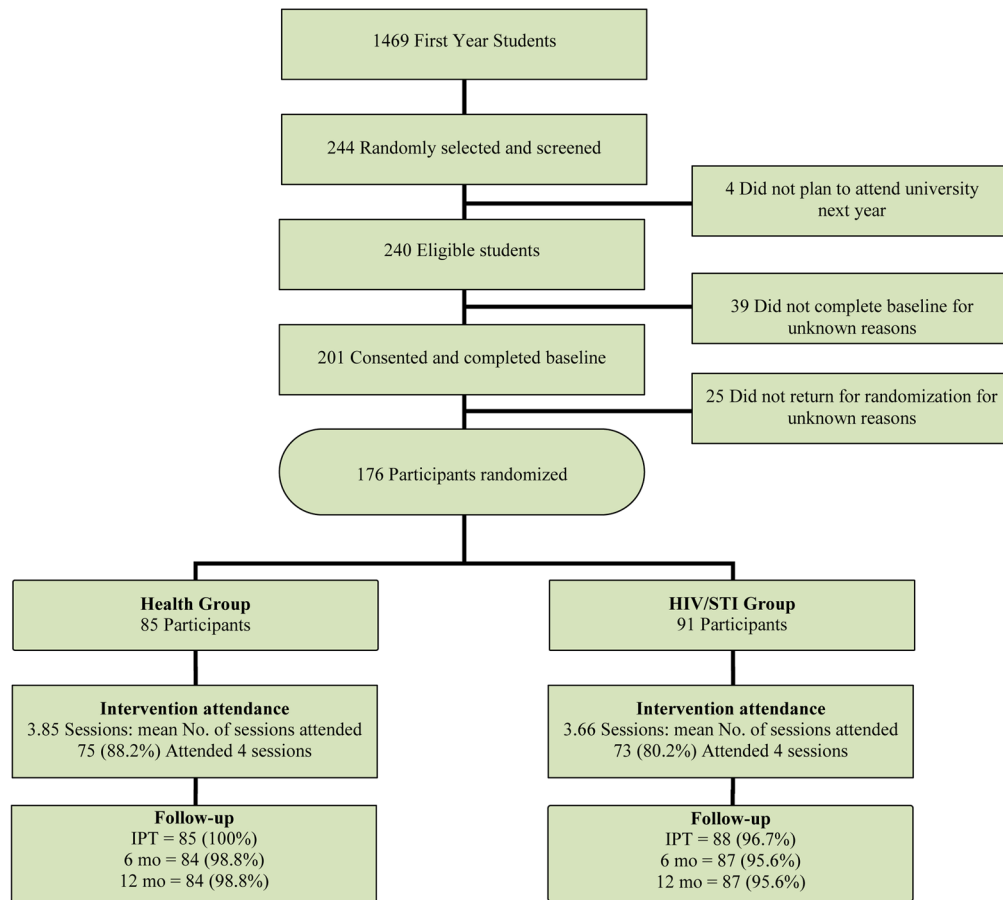 1469 First Year Students
244 Randomly selected and screened
4 Did not plan to attend university
next year
240 Eligible students
39 Did not complete baseline for
unknown reasons
201 Consented and completed baseline
25 Did not return for randomization for
unknown reasons
176 Participants randomized
Health Group
85 Participants
HIV/STI Group
91 Participants
Intervention attendance
3.85 Sessions: mean No. of sessions attended
75 (88.2%) Attended 4 sessions
Intervention attendance
3.66 Sessions: mean No. of sessions attended
73 (80.2%) Attended 4 sessions
Follow-up
IPT = 85 (100%)
6 mo = 84 (98.8%)
12 mo = 84 (98.8%)
Follow-up
IPT = 88 (96.7%)
6 mo = 87 (95.6%)
12 mo = 87 (95.6%)